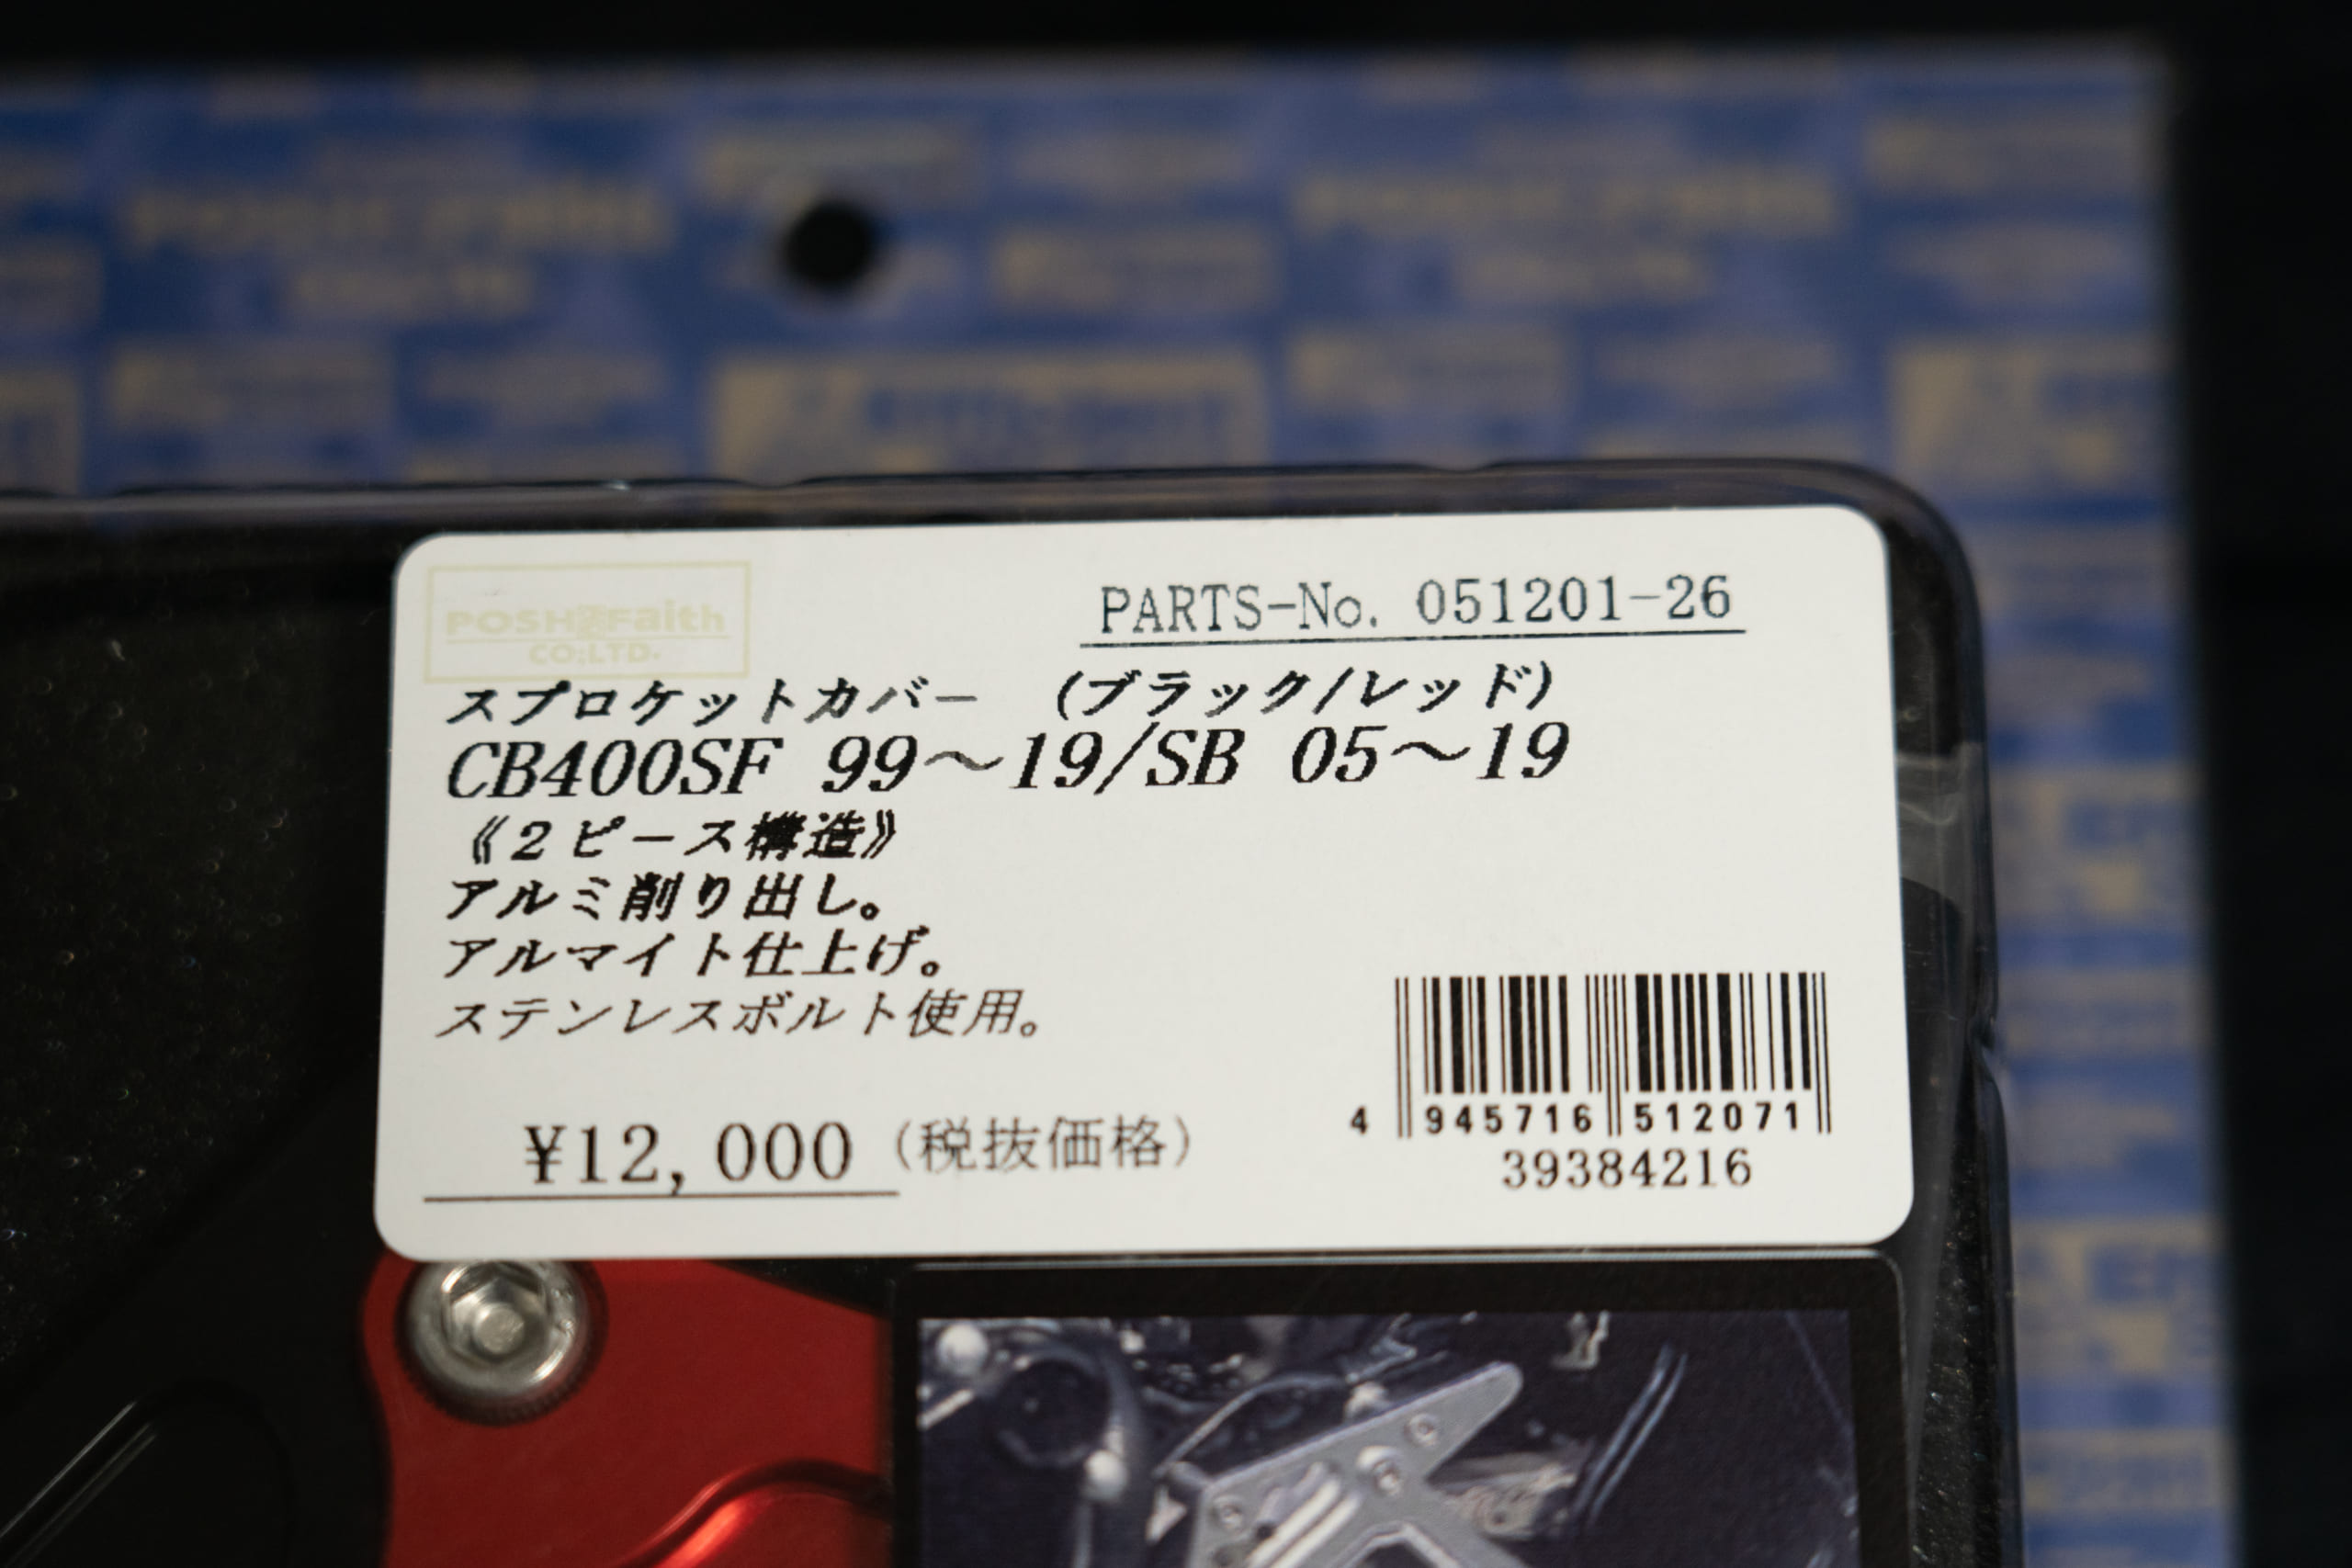 POSH Faith
CO.LTD.
PARTS-No. 051201-26
スプロケットカバー (ブラック/レッド)
CB400SF 99~19/SB 05~19
《2ピース構造》
アルミ削り出し。
アルマイト仕上げ。
ステンレスボルト使用。
¥12,000 (税抜価格)
4 945716 512071
39384216